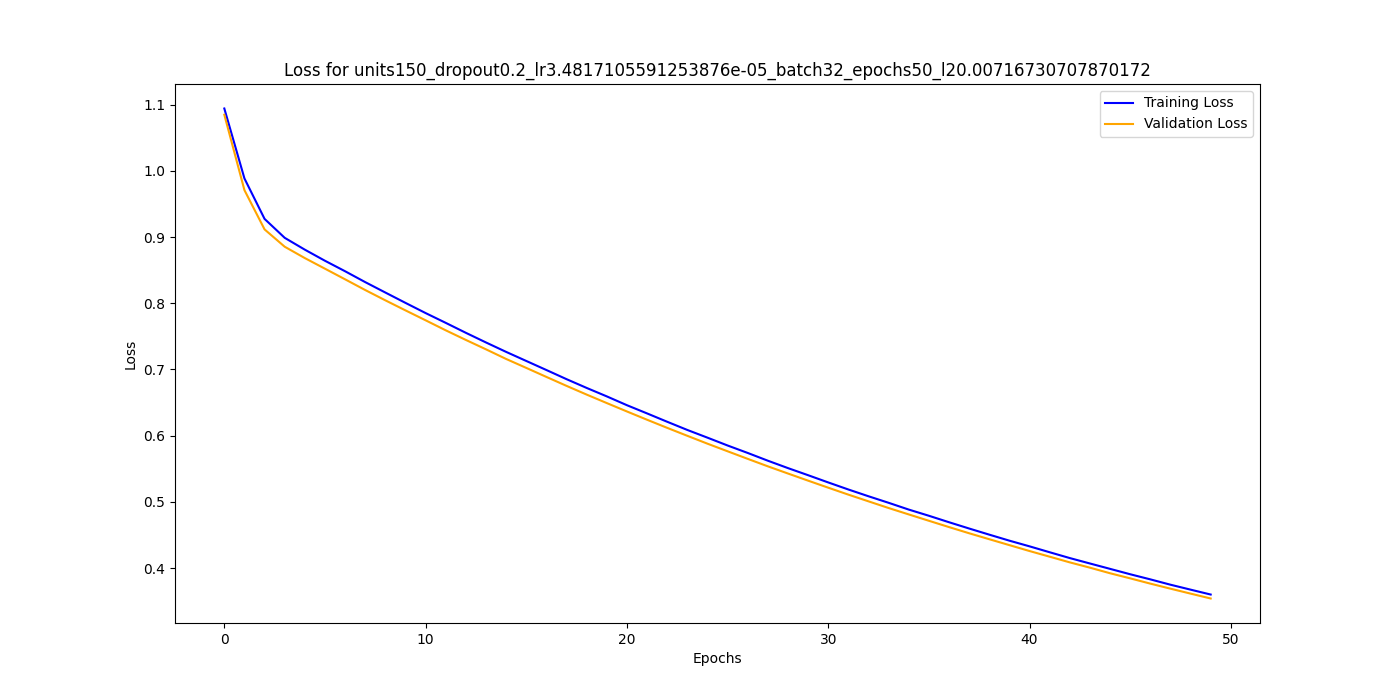 Loss for units150_dropout0.2_lr3.4817105591253876e-05_batch32_epochs50_l20.00716730707870172
Training Loss
Validation Loss
1.1
1.0
0.9
0.8
0.7
0.6
0.5
0.4
Loss
0 10 20 30 40 50
Epochs